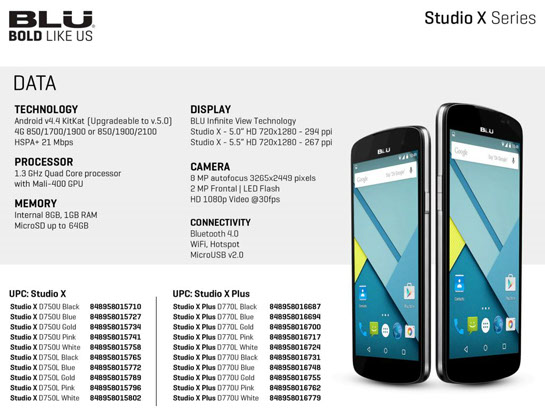 BLU
BOLD LIKE US
Studio X Series
DATA
TECHNOLOGY
Android v4.4 KitKat (Upgradeable to v.5.0)
4G 850/1700/1900 or 850/1900/2100
HSPA+ 21 Mbps
PROCESSOR
1.3 GHz Quad Core processor
with Mali-400 GPU
MEMORY
Internal 8GB, 1GB RAM
MicroSD up to 64GB
DISPLAY
BLU Infinite View Technology
Studio X - 5.0" HD 720x1280 - 294 ppi
Studio X - 5.5" HD 720x1280 - 267 ppi
CAMERA
8 MP autofocus 3265x2449 pixels
2 MP Frontal | LED Flash
HD 1080p Video @30fps
CONNECTIVITY
Bluetooth 4.0
WiFi, Hotspot
MicroUSB v2.0
BLU
Google
BLU
Google
UPC: Studio X
Studio X D750U Black 848958015710
Studio X D750U Blue 848958015727
Studio X D750U Gold 848958015734
Studio X D750U Pink 848958015741
Studio X D750U White 848958015758
Studio X D750L Black 848958015765
Studio X D750L Blue 848958015772
Studio X D750L Gold 848958015789
Studio X D750L Pink 848958015796
Studio X D750L White 848958015802
UPC: Studio X Plus
Studio X Plus D770L Black 848958016687
Studio X Plus D770L Blue 848958016694
Studio X Plus D770L Gold 848958016700
Studio X Plus D770L Pink 848958016717
Studio X Plus D770L White 848958016724
Studio X Plus D770U Black 848958016731
Studio X Plus D770U Blue 848958016748
Studio X Plus D770U Gold 848958016755
Studio X Plus D770U Pink 848958016762
Studio X Plus D770U White 848958016779